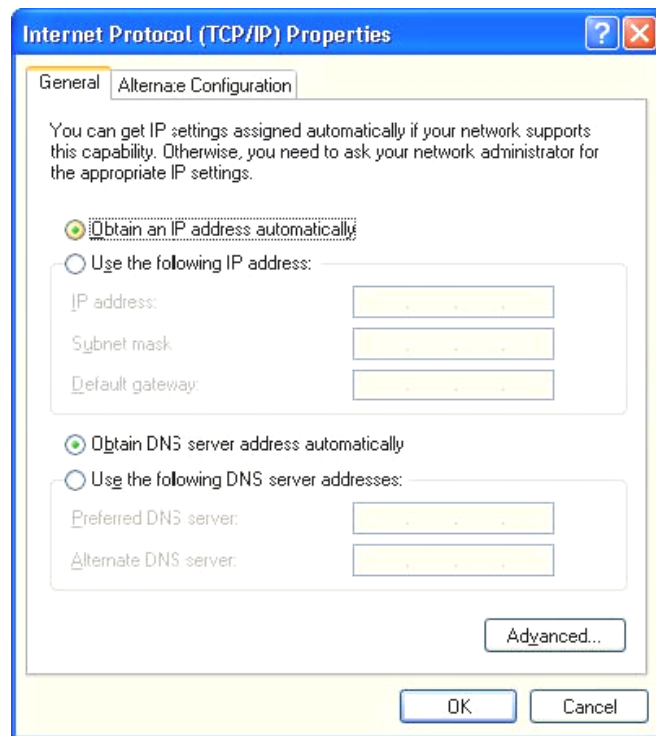 Internet Protocol (TCP/IP) Properties
General
Alternate Configuration
You can get IP settings assigned automatically if your network supports
this capability. Otherwise, you need to ask your network administrator for
the appropriate IP settings.
Obtain an IP address automatically
Use the following IP address:
IP address:
Subnet mask
Default gateway:
Obtain DNS server address automatically
Use the following DNS server addresses:
Preferred DNS server:
Alternate DNS server:
Advanced...
OK
Cancel